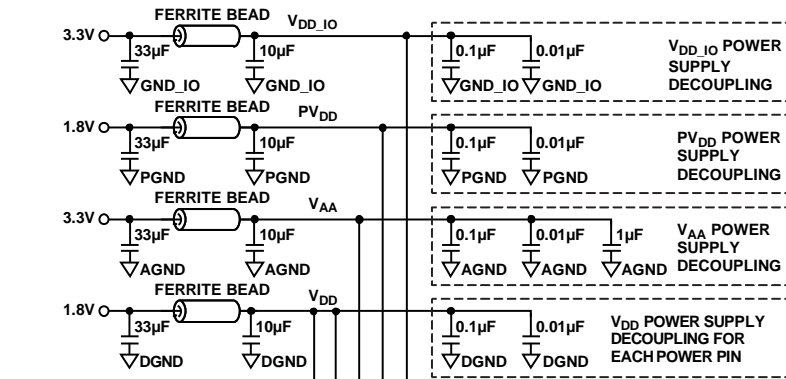 FERRITE BEAD
V_DD_IO
3.3V
33µF
10µF
0.1µF
0.01µF
GND_IO
GND_IO
GND_IO
GND_IO
V_DD_IO POWER
SUPPLY
DECOUPLING
FERRITE BEAD
PV_DD
1.8V
33µF
10µF
0.1µF
0.01µF
PGND
PGND
PGND
PGND
PV_DD POWER
SUPPLY
DECOUPLING
FERRITE BEAD
V_AA
3.3V
33µF
10µF
0.1µF
0.01µF
1µF
AGND
AGND
AGND
AGND
AGND
V_AA POWER
SUPPLY
DECOUPLING
FERRITE BEAD
V_DD
1.8V
33µF
10µF
0.1µF
0.01µF
DGND
DGND
DGND
DGND
V_DD POWER SUPPLY
DECOUPLING FOR
EACH POWER PIN